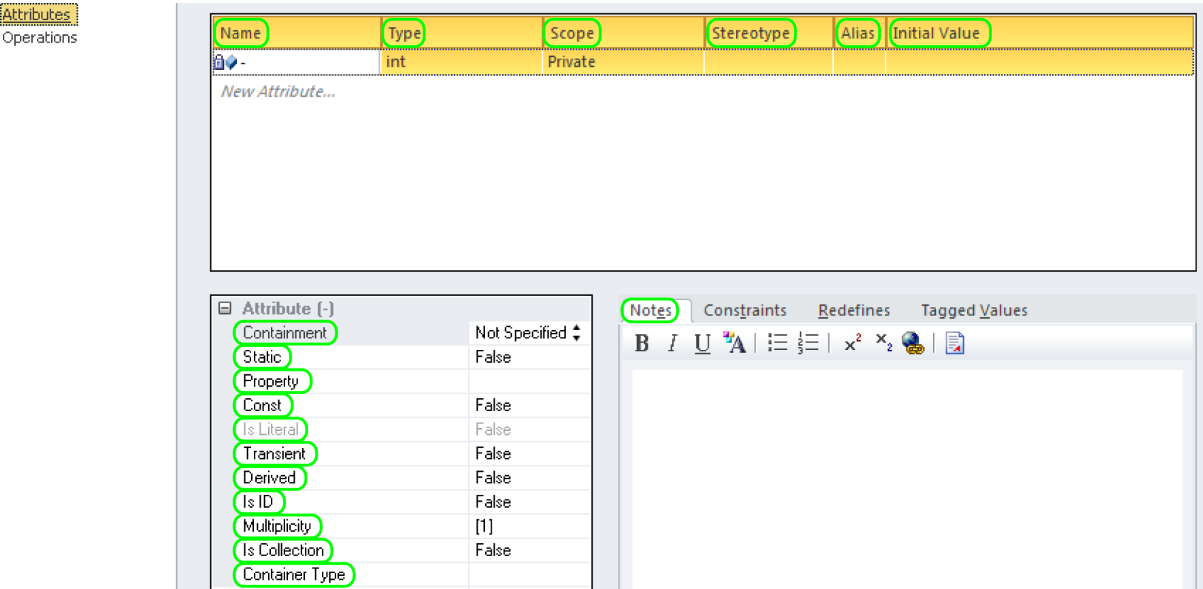 Attributes
Operations
Name Type Scope Stereotype Alias Initial Value
- int Private
New Attribute...
Attribute (-)
Containment Not Specified
Static False
Property
Const False
Is Literal False
Transient False
Derived False
Is ID False
Multiplicity [1]
Is Collection False
Container Type
Notes Constraints Redefines Tagged Values
B I U A x² x₂